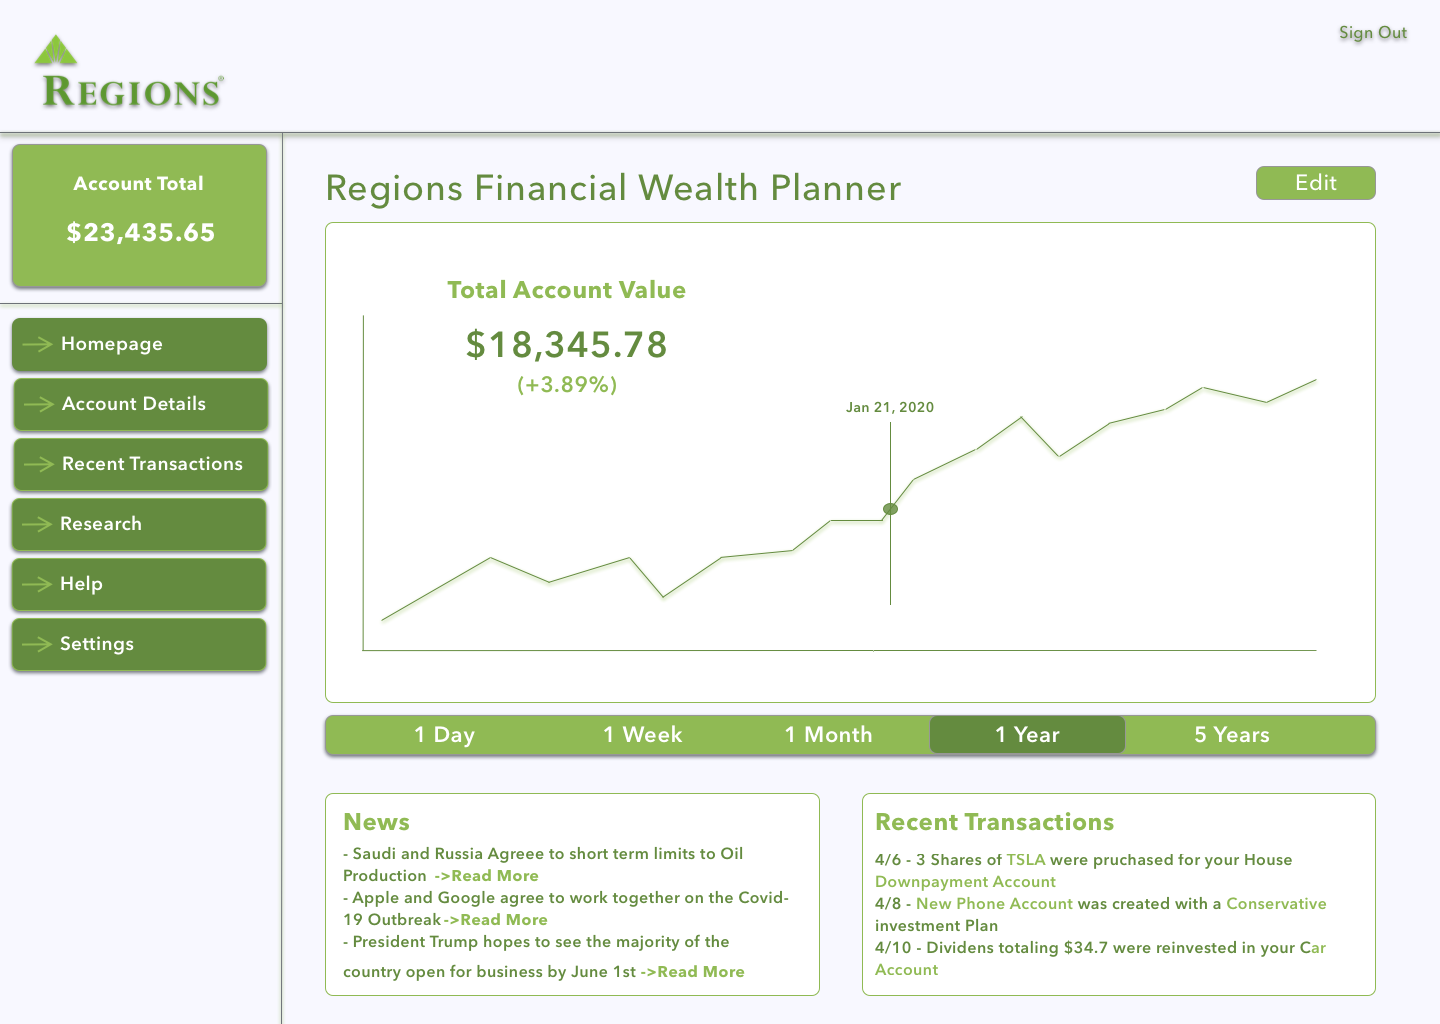 Sign Out
REGIONS®
Account Total
$23,435.65
Homepage
Account Details
Recent Transactions
Research
Help
Settings
Regions Financial Wealth Planner
Edit
Total Account Value
$18,345.78
(+3.89%)
Jan 21, 2020
1 Day
1 Week
1 Month
1 Year
5 Years
News
- Saudi and Russia Agreee to short term limits to Oil
Production ->Read More
- Apple and Google agree to work together on the Covid-
19 Outbreak->Read More
- President Trump hopes to see the majority of the
country open for business by June 1st ->Read More
Recent Transactions
4/6 - 3 Shares of TSLA were pruchased for your House
Downpayment Account
4/8 - New Phone Account was created with a Conservative
investment Plan
4/10 - Dividens totaling $34.7 were reinvested in your Car
Account